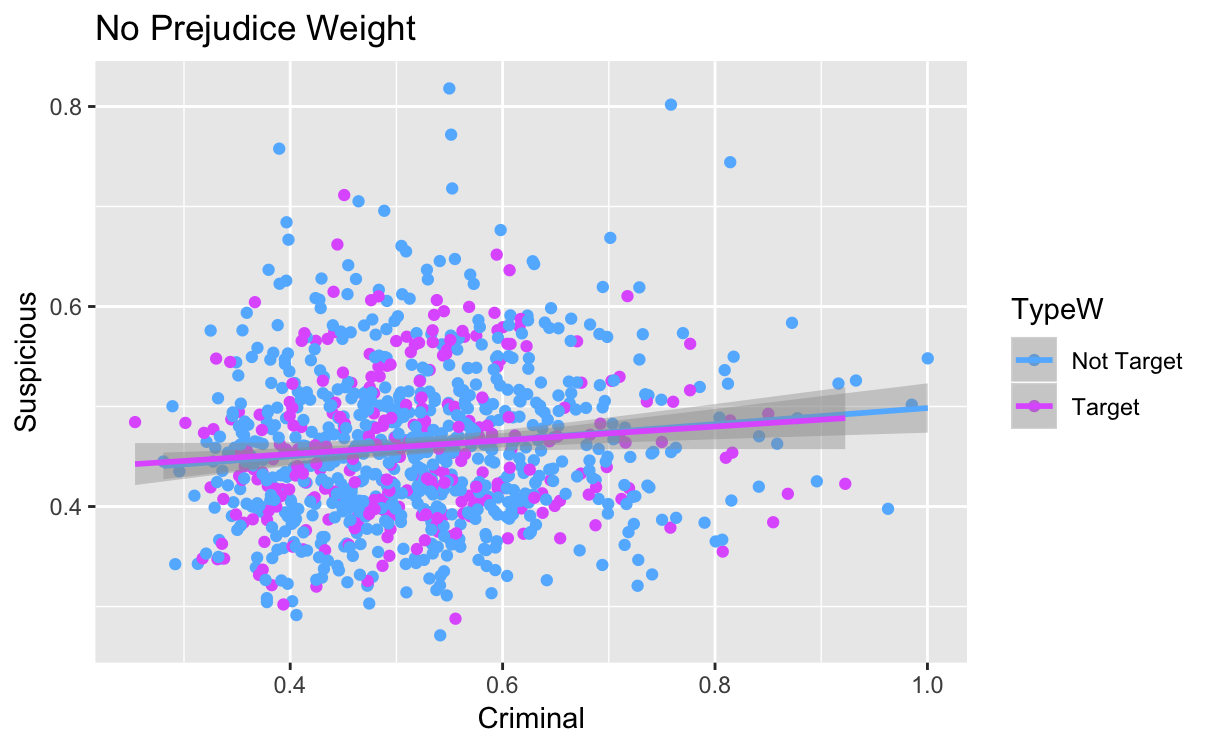 No Prejudice Weight
Suspicious
0.8
0.6
0.4
0.4 0.6 0.8 1.0
Criminal
TypeW
Not Target
Target